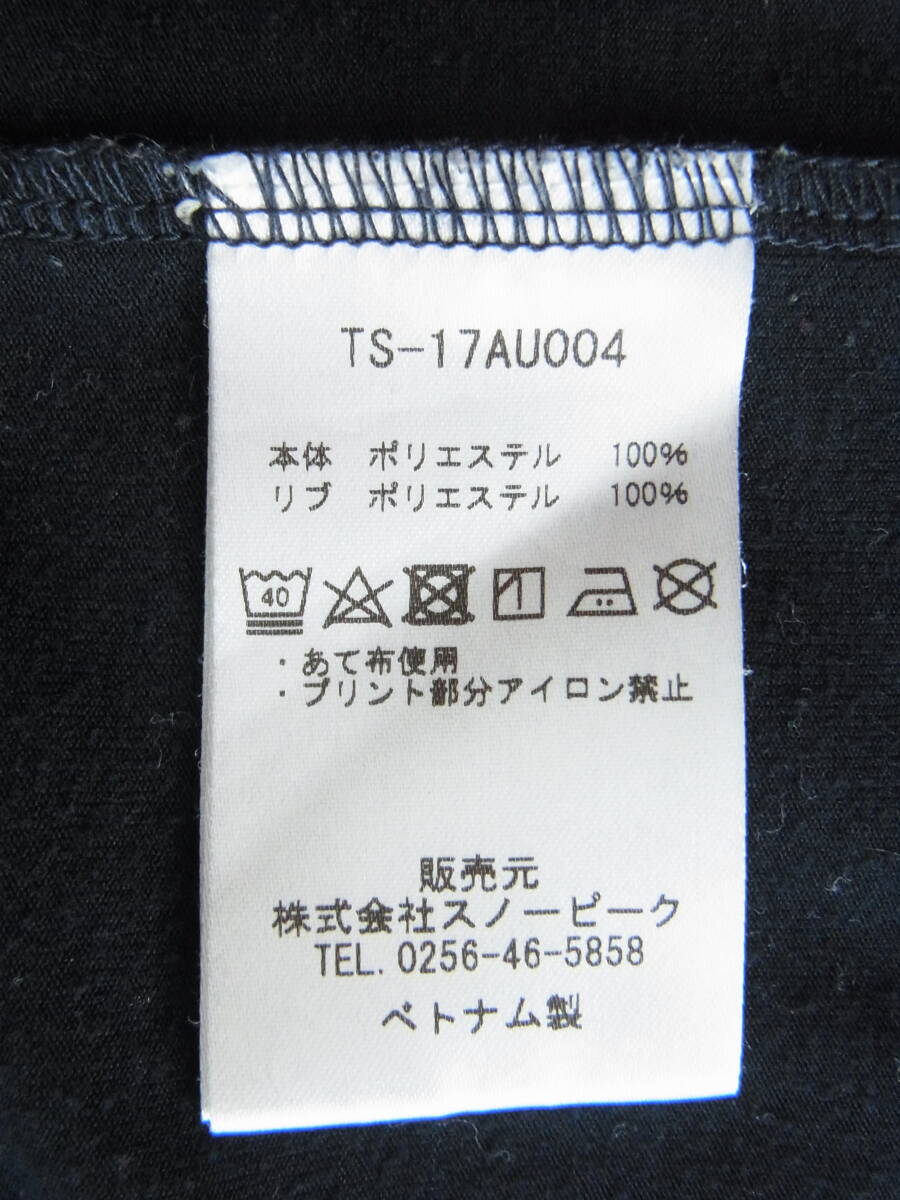 TS-17AU004
本体 ポリエステル 100%
リブ ポリエステル 100%
40
・あて布使用
・プリント部分アイロン禁止
販売元
株式会社スノーピーク
TEL. 0256-46-5858
ベトナム製